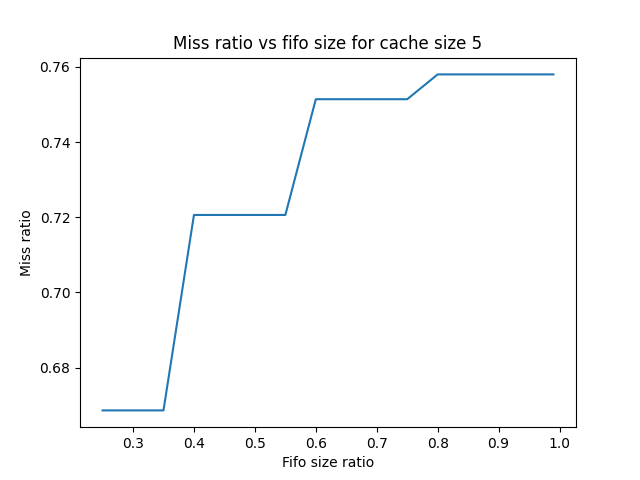 Miss ratio vs fifo size for cache size 5
0.76
0.74
0.72
0.70
0.68
Miss ratio
0.3 0.4 0.5 0.6 0.7 0.8 0.9 1.0
Fifo size ratio